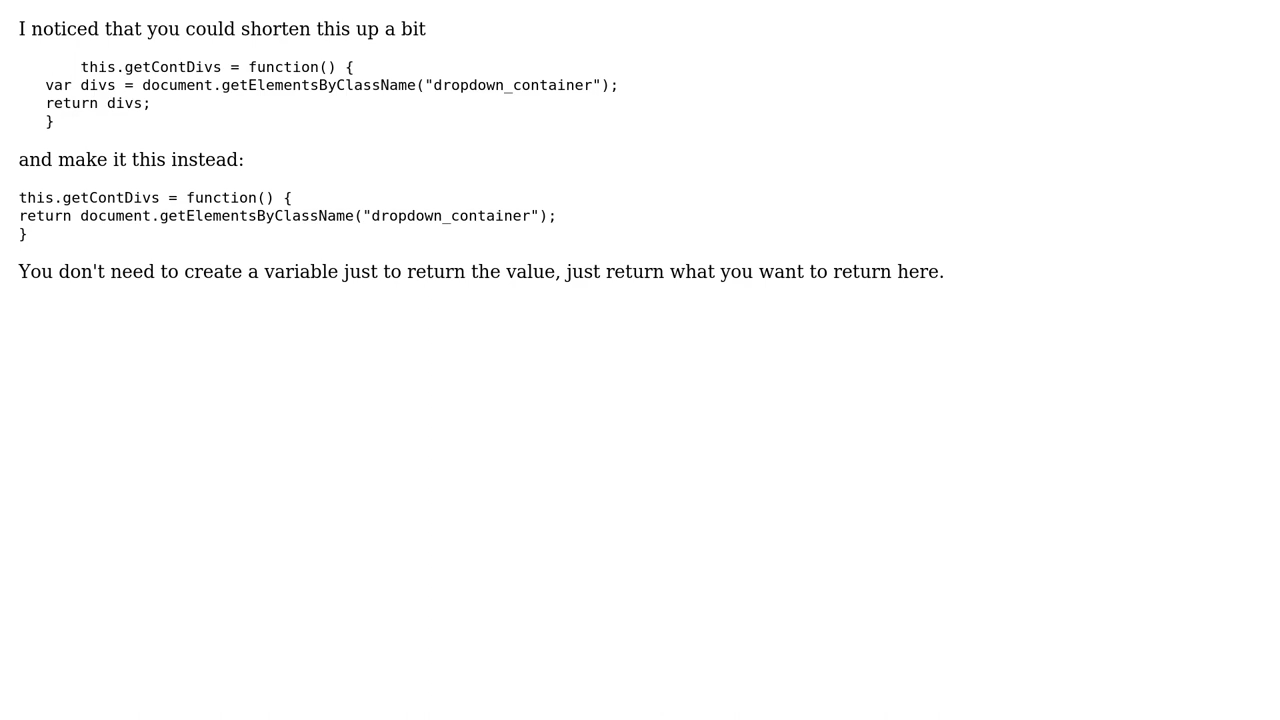 I noticed that you could shorten this up a bit
this.getContDivs = function() {
var divs = document.getElementsByClassName("dropdown_container");
return divs;
}
and make it this instead:
this.getContDivs = function() {
return document.getElementsByClassName("dropdown_container");
}
You don't need to create a variable just to return the value, just return what you want to return here.